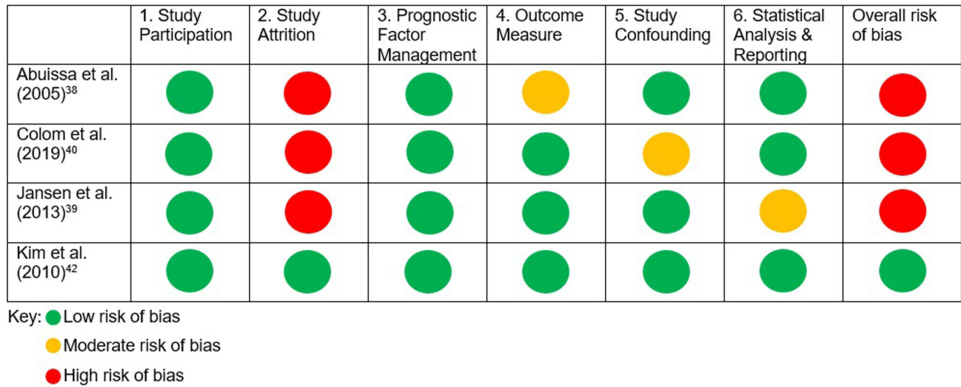 1. Study Participation
2. Study Attrition
3. Prognostic Factor Management
4. Outcome Measure
5. Study Confounding
6. Statistical Analysis & Reporting
Overall risk of bias
Abuissa et al.
(2005)³⁸
Colom et al.
(2019)⁴⁰
Jansen et al.
(2013)³⁹
Kim et al.
(2010)⁴²
Key: Low risk of bias
Moderate risk of bias
High risk of bias